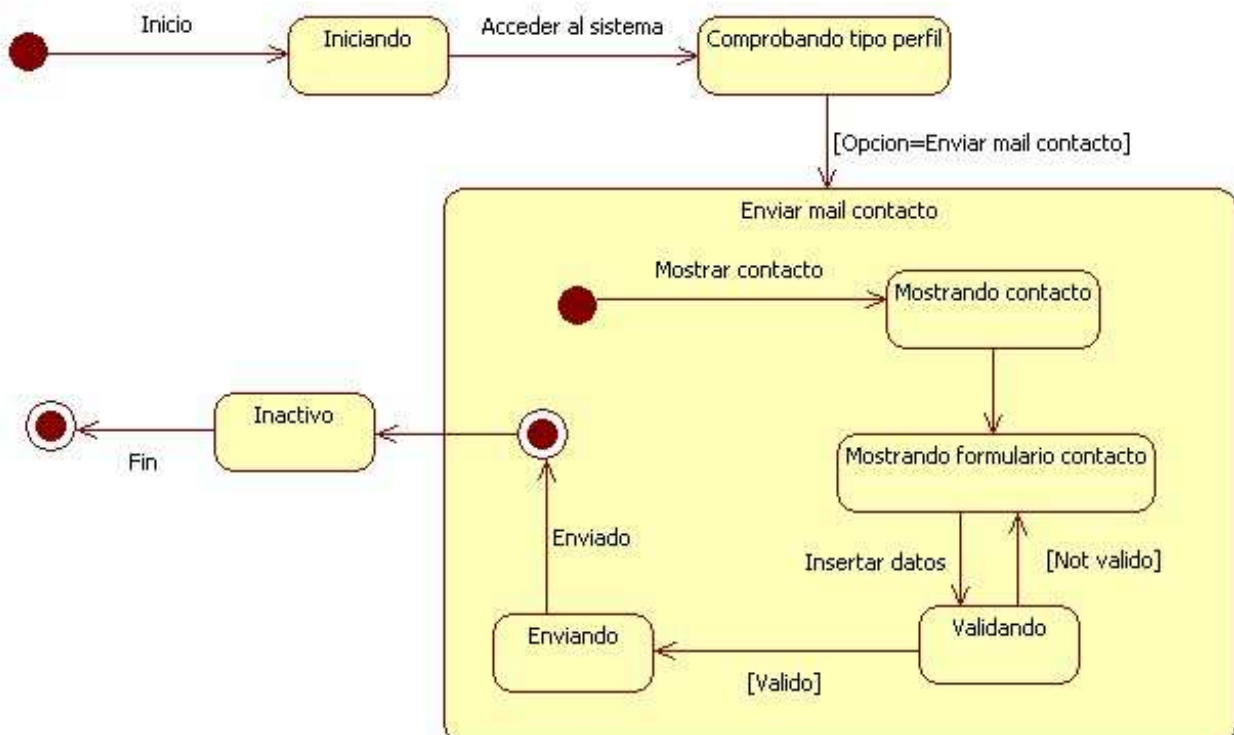 Inicio
Iniciando
Acceder al sistema
Comprobando tipo perfil
[Opcion=Enviar mail contacto]
Enviar mail contacto
Mostrar contacto
Mostrando contacto
Inactivo
Fin
Mostrando formulario contacto
Enviado
Insertar datos
[Not valido]
Enviando
Validando
[Valido]